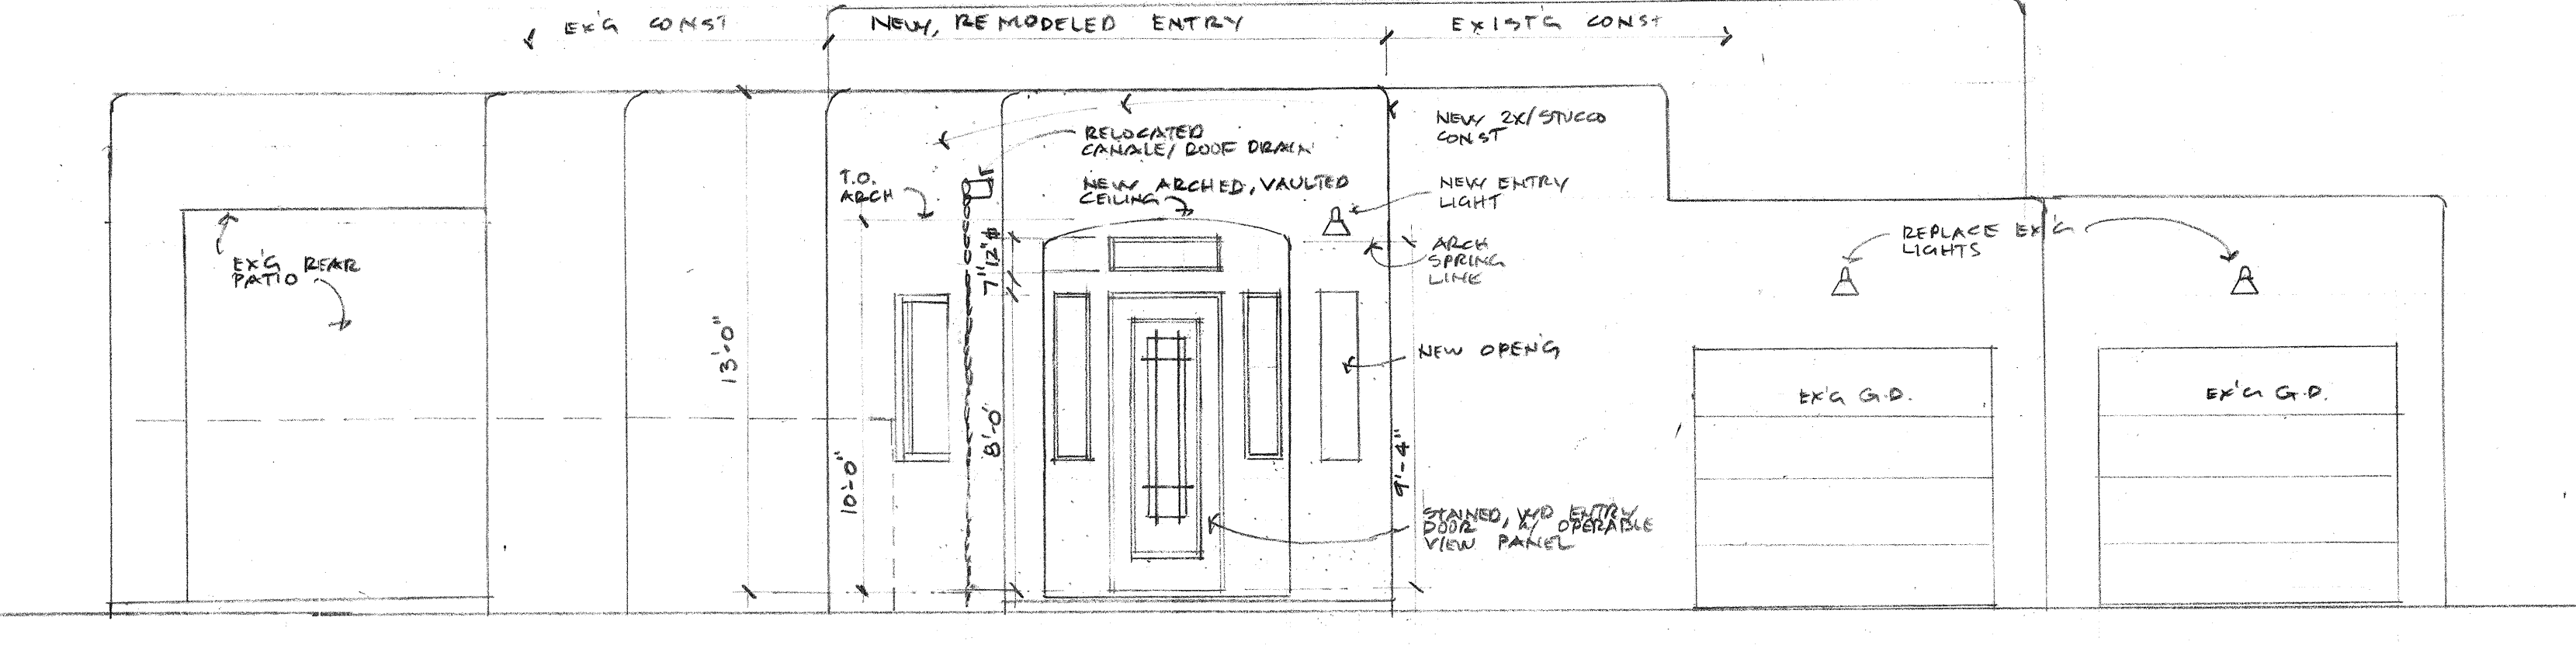 EX'G CONST
NEW, REMODELED ENTRY
EXIST'G CONST
NEW 2X/STUCCO
CONST
RELOCATED
CANALE/ROOF DRAIN
T.O.
ARCH
NEW ARCHED, VAULTED
CEILING
NEW ENTRY
LIGHT
ARCH
SPRING
LINE
REPLACE EX'G
LIGHTS
EX'G REAR
PATIO
12"
7"
13'-0"
NEW OPEN'G
EX'G G.D.
EX'G G.D.
8'-0"
10'-0"
9'-4"
STAINED, WD ENTRY
DOOR W/ OPERABLE
VIEW PANEL